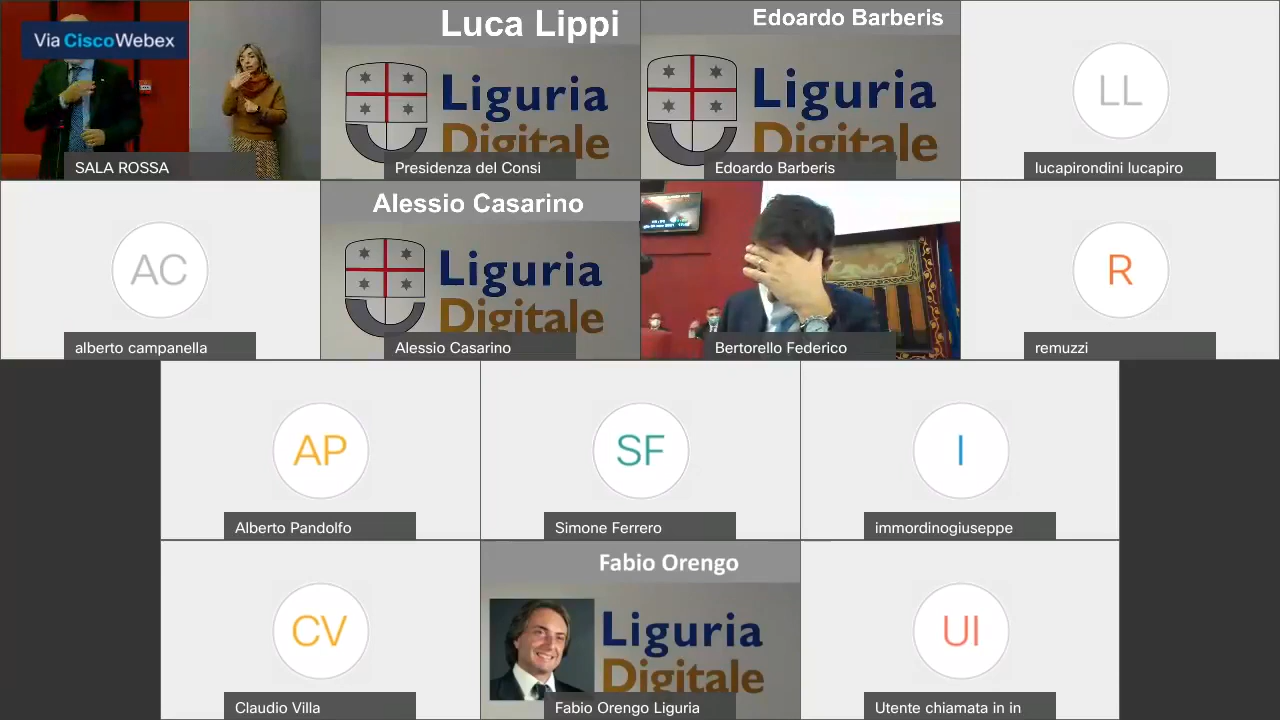 Via Cisco Webex
SALA ROSSA
Luca Lippi
Liguria
Digitale
Presidenza del Consi
Edoardo Barberis
Liguria
Digitale
Edoardo Barberis
LL
lucapirondini lucapiro
AC
alberto campanella
Alessio Casarino
Liguria
Digitale
Alessio Casarino
Bertorello Federico
R
remuzzi
AP
Alberto Pandolfo
SF
Simone Ferrero
I
immordinogiuseppe
CV
Claudio Villa
Fabio Orengo
Liguria
Digitale
Fabio Orengo Liguria
UI
Utente chiamata in in